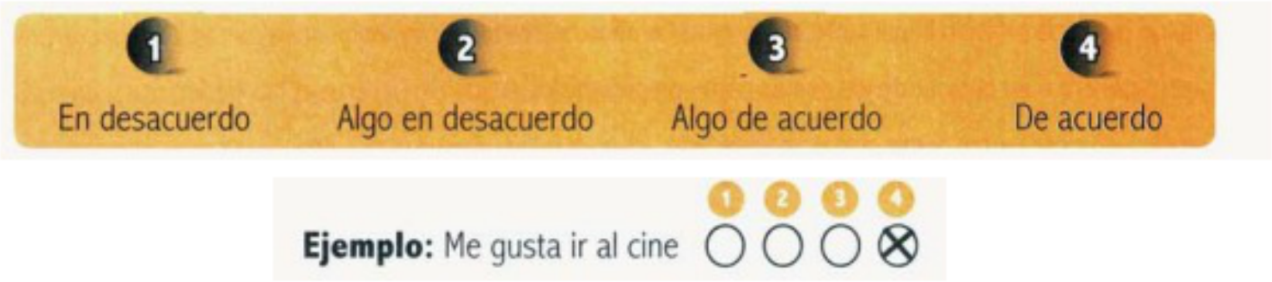 1 2 3 4
En desacuerdo Algo en desacuerdo Algo de acuerdo De acuerdo
1 2 3 4
Ejemplo: Me gusta ir al cine